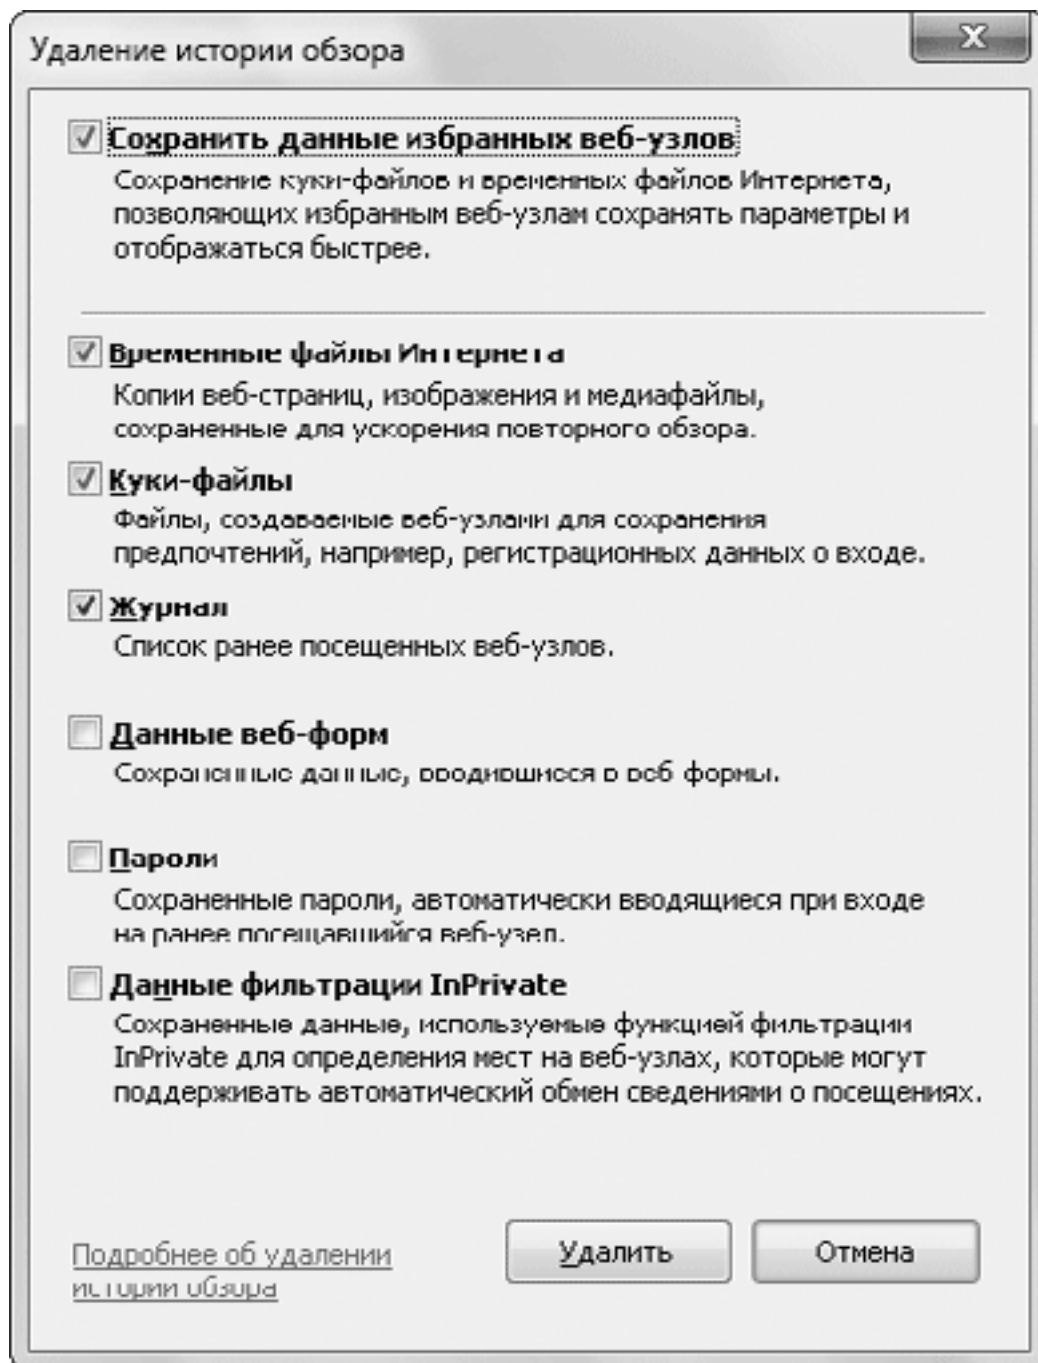 Удаление истории обзора
Сохранить данные избранных веб-узлов
Сохранение куки-файлов и временных файлов Интернета,
позволяющих избранным веб-узлам сохранять параметры и
отображаться быстрее.
Временные файлы Интернета
Копии веб-страниц, изображения и медиафайлы,
сохраненные для ускорения повторного обзора.
Куки-файлы
Файлы, создаваемые веб-узлами для сохранения
предпочтений, например, регистрационных данных о входе.
Журнал
Список ранее посещенных веб-узлов.
Данные веб-форм
Сохраненные данные, вводившиеся в веб-формы.
Пароли
Сохраненные пароли, автоматически вводящиеся при входе
на ранее посещавшийся веб-узел.
Данные фильтрации InPrivate
Сохраненные данные, используемые функцией фильтрации
InPrivate для определения мест на веб-узлах, которые могут
поддерживать автоматический обмен сведениями о посещениях.
Подробнее об удалении
истории обзора
Удалить
Отмена